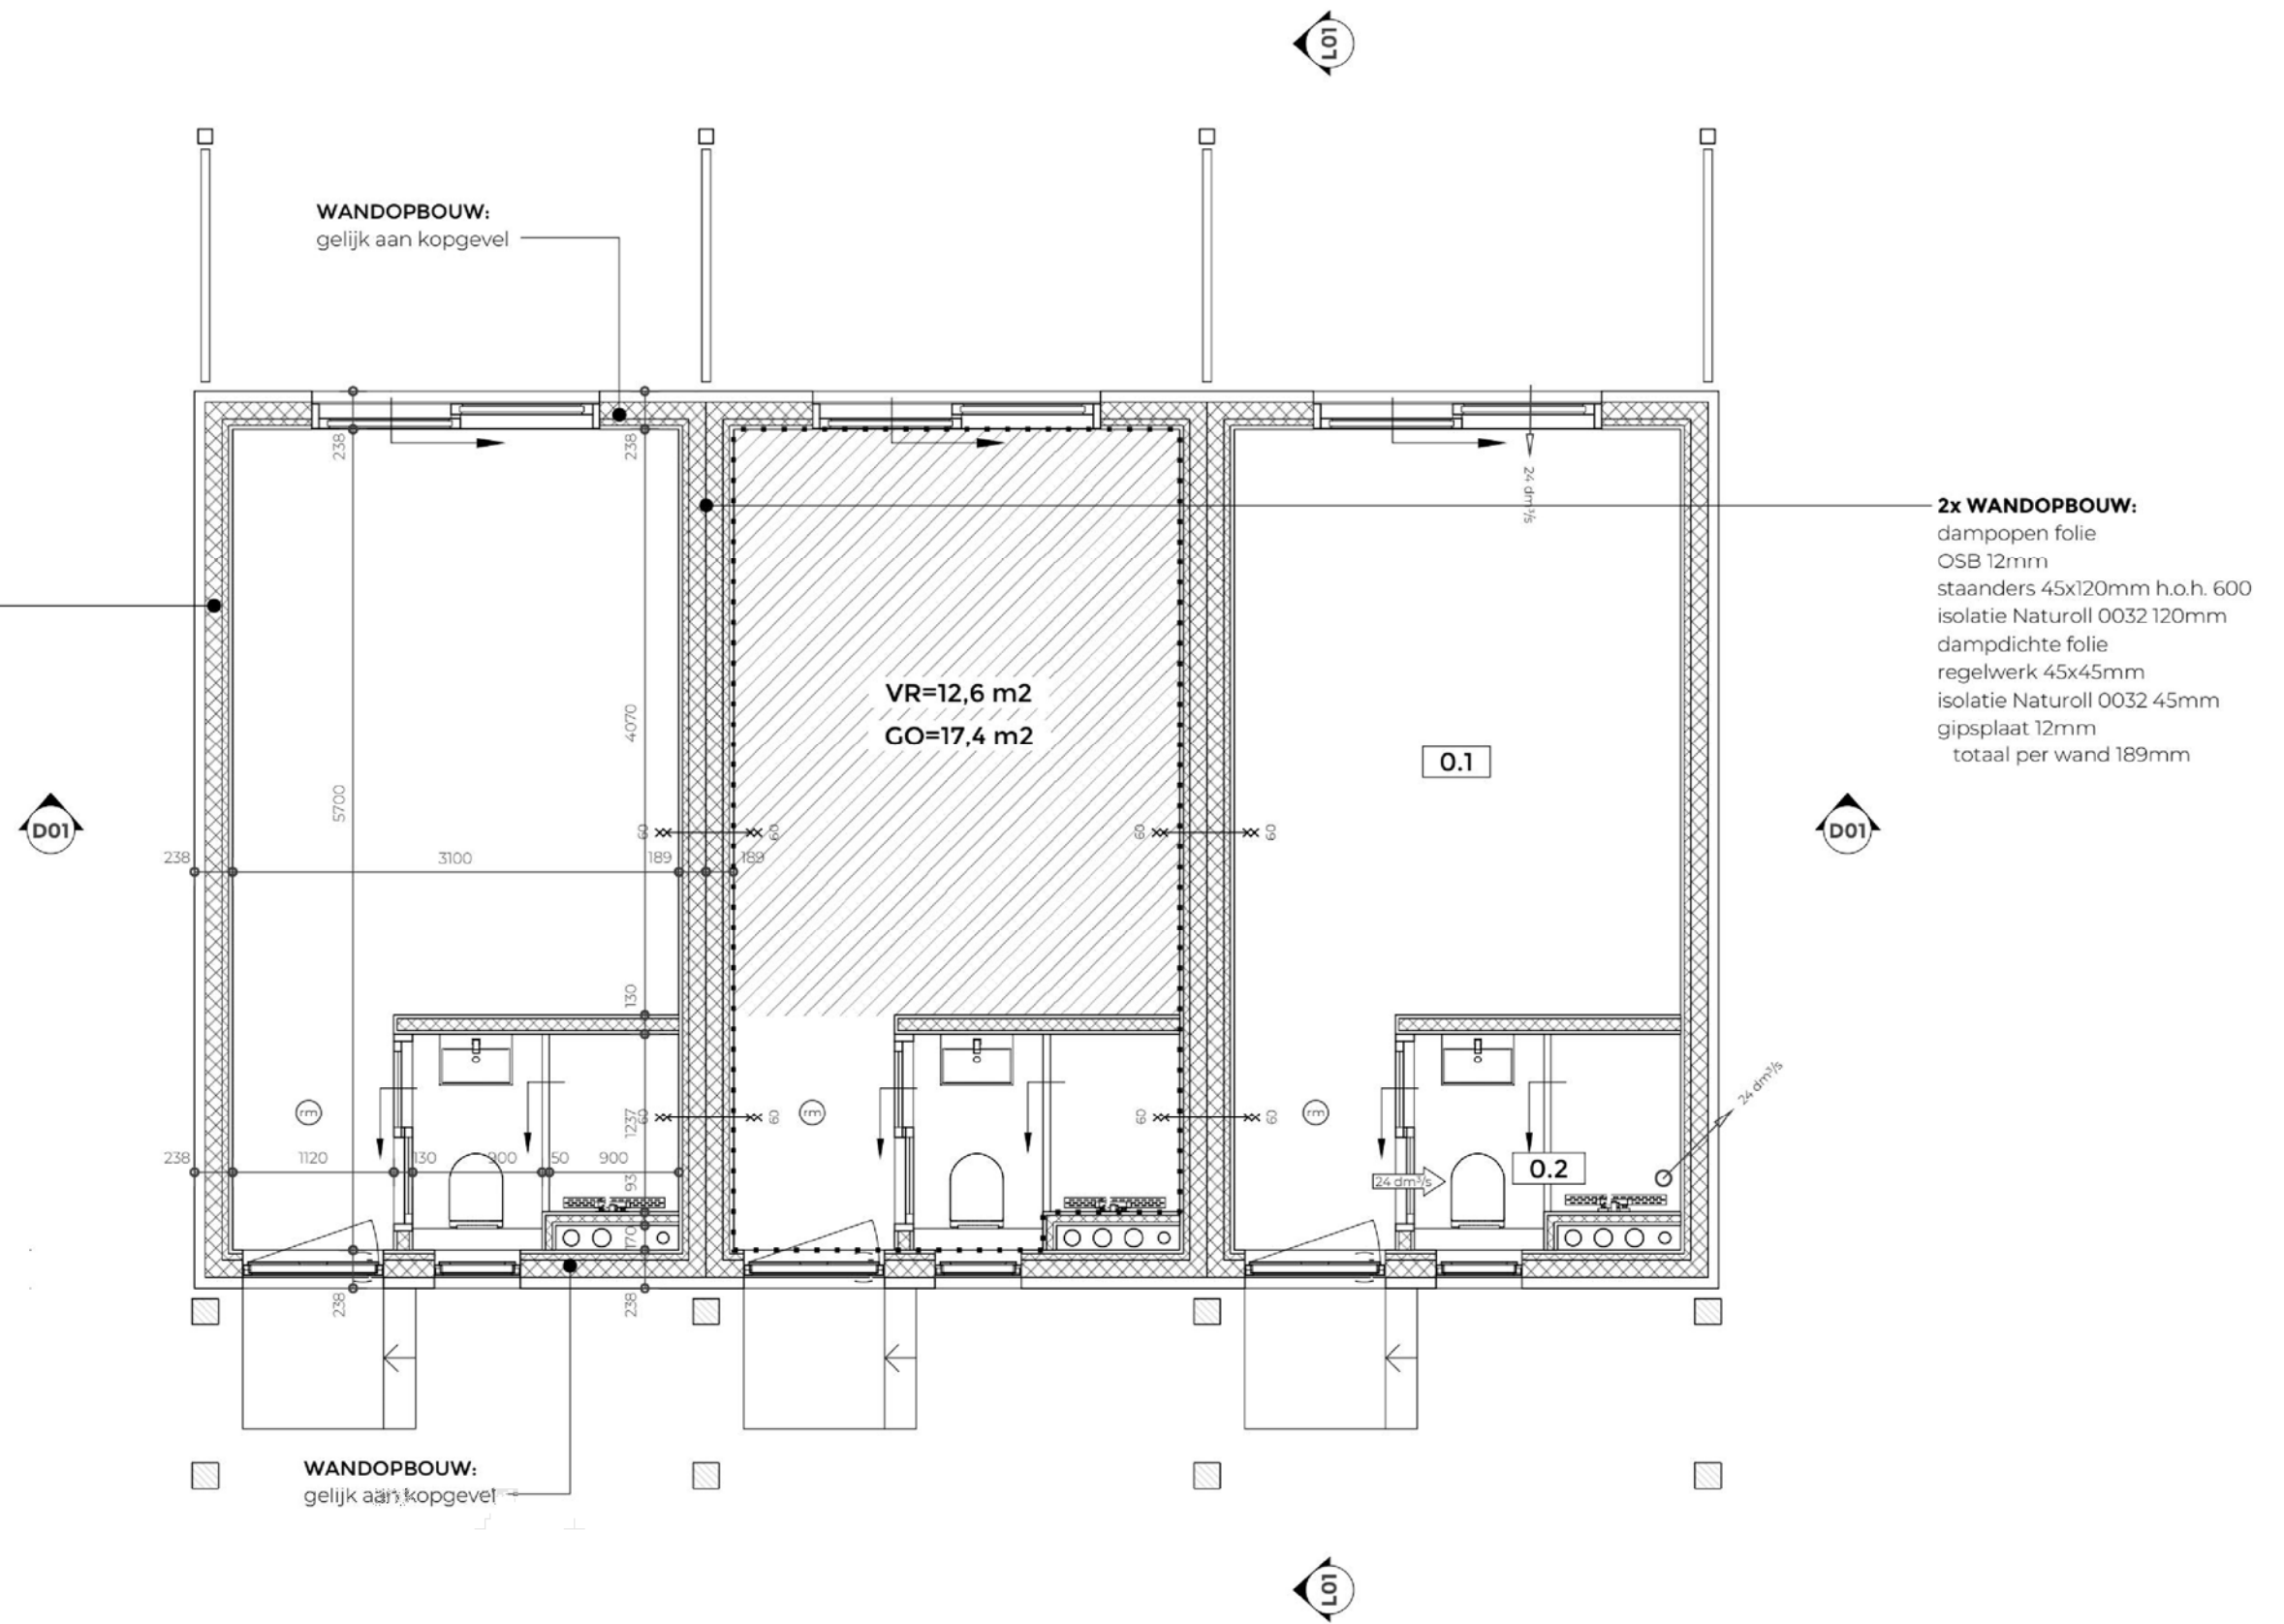 L01
WANDOPBOUW:
gelijk aan kopgevel
238
238
24 dm³/s
2x WANDOPBOUW:
dampopen folie
OSB 12mm
staanders 45x120mm h.o.h. 600
isolatie Naturoll 0032 120mm
dampdichte folie
regelwerk 45x45mm
isolatie Naturoll 0032 45mm
gipsplaat 12mm
totaal per wand 189mm
VR=12,6 m2
GO=17,4 m2
4070
5700
0.1
D01
D01
60
60
60
60
238
3100
189
189
130
24 dm³/s
rm
rm
rm
1237
60
60
60
60
238
1120
130
900
50
900
93
0.2
24 dm³/s
170
238
238
WANDOPBOUW:
gelijk aan kopgevel
L01